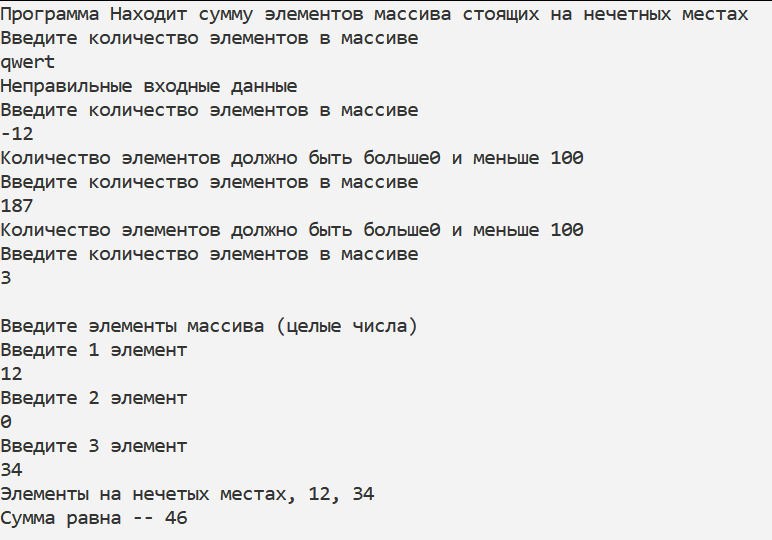 Программа Находит сумму элементов массива стоящих на нечетных местах
Введите количество элементов в массиве
qwert
Неправильные входные данные
Введите количество элементов в массиве
-12
Количество элементов должно быть больше0 и меньше 100
Введите количество элементов в массиве
187
Количество элементов должно быть больше0 и меньше 100
Введите количество элементов в массиве
3
Введите элементы массива (целые числа)
Введите 1 элемент
12
Введите 2 элемент
0
Введите 3 элемент
34
Элементы на нечетых местах, 12, 34
Сумма равна -- 46